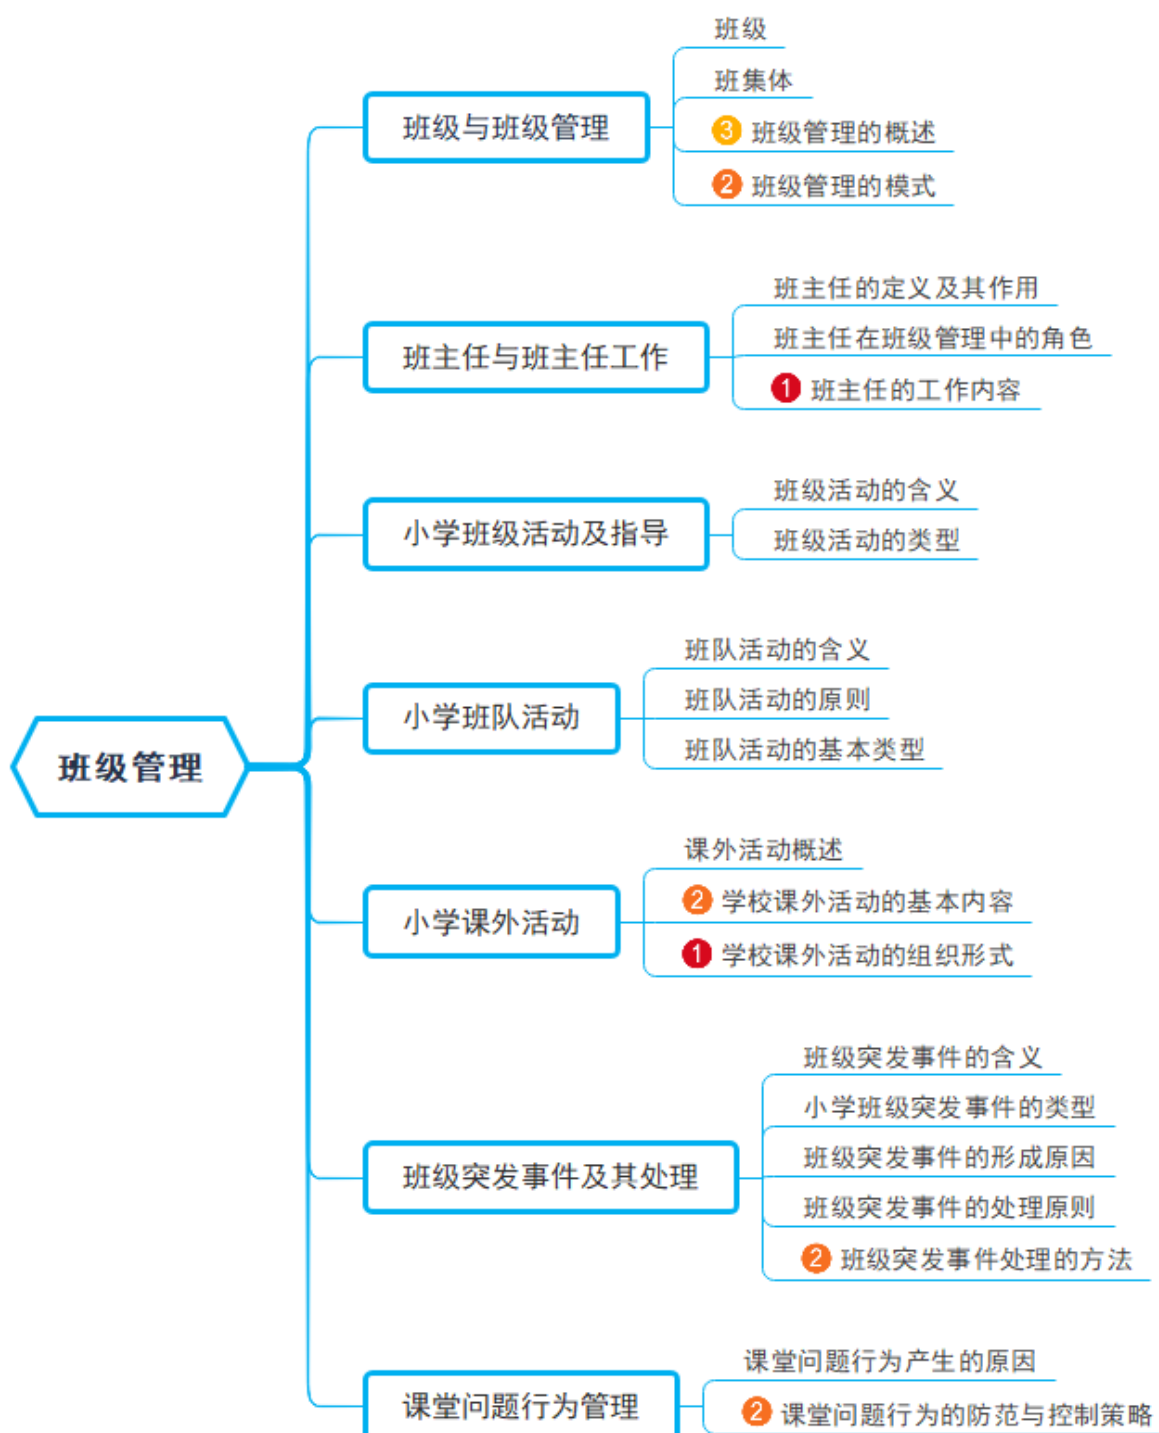 班级管理
班级与班级管理
班级
班集体
3 班级管理的概述
2 班级管理的模式
班主任与班主任工作
班主任的定义及其作用
班主任在班级管理中的角色
1 班主任的工作内容
小学班级活动及指导
班级活动的含义
班级活动的类型
小学班队活动
班队活动的含义
班队活动的原则
班队活动的基本类型
小学课外活动
课外活动概述
2 学校课外活动的基本内容
1 学校课外活动的组织形式
班级突发事件及其处理
班级突发事件的含义
小学班级突发事件的类型
班级突发事件的形成原因
班级突发事件的处理原则
2 班级突发事件处理的方法
课堂问题行为管理
课堂问题行为产生的原因
2 课堂问题行为的防范与控制策略